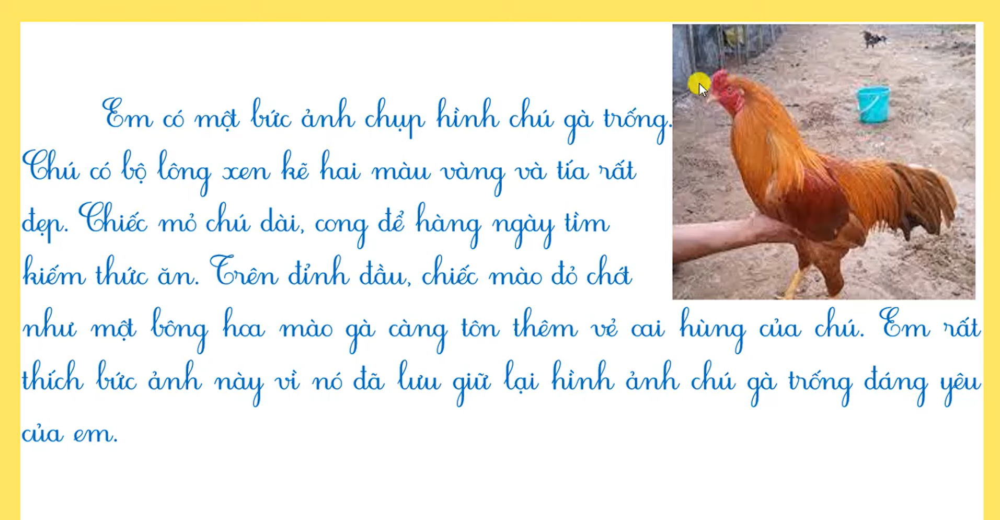 Em có một bức ảnh chụp hình chú gà trống.
Chú có bộ lông xen kẽ hai màu vàng và tía rất
đẹp. Chiếc mỏ chú dài, cong để hàng ngày tìm
kiếm thức ăn. Trên đỉnh đầu, chiếc mào đỏ chót
như một bông hoa mào gà càng tôn thêm vẻ oai hùng của chú. Em rất
thích bức ảnh này vì nó đã lưu giữ lại hình ảnh chú gà trống đáng yêu
của em.